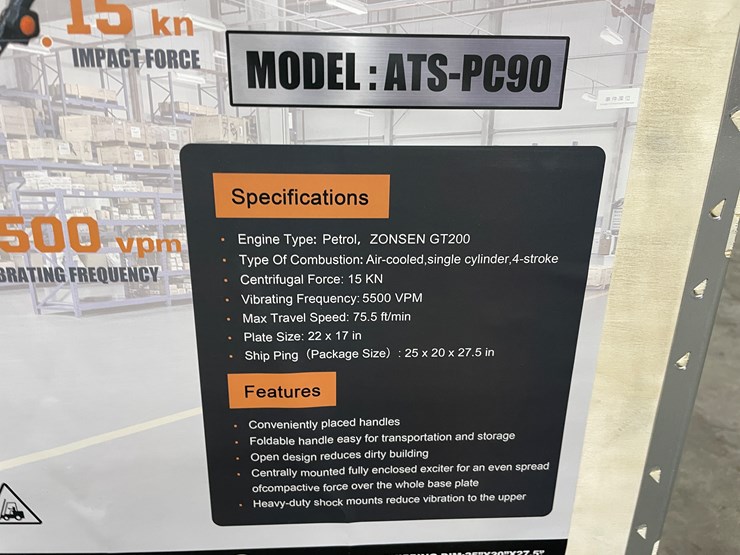 15 kn
IMPACT FORCE
MODEL : ATS-PC90
Specifications
500 vpm
BRATING FREQUENCY
• Engine Type: Petrol, ZONSEN GT200
• Type Of Combustion: Air-cooled,single cylinder,4-stroke
• Centrifugal Force: 15 KN
• Vibrating Frequency: 5500 VPM
• Max Travel Speed: 75.5 ft/min
• Plate Size: 22 x 17 in
• Ship Ping (Package Size) : 25 x 20 x 27.5 in
Features
• Conveniently placed handles
• Foldable handle easy for transportation and storage
• Open design reduces dirty building
• Centrally mounted fully enclosed exciter for an even spread
ofcompactive force over the whole base plate
• Heavy-duty shock mounts reduce vibration to the upper